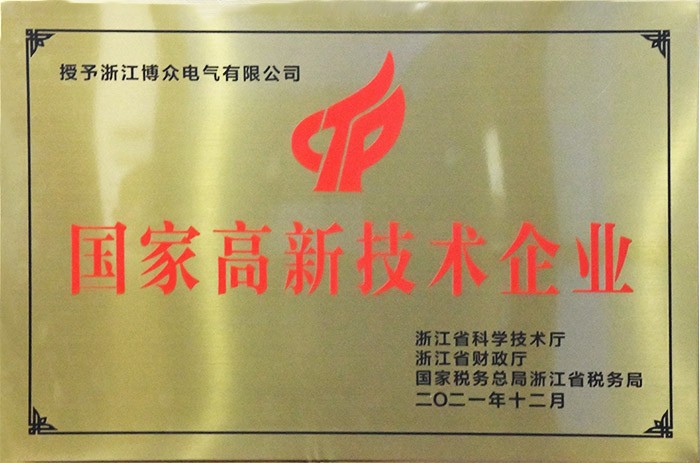 授予浙江博众电气有限公司
国家高新技术企业
浙江省科学技术厅
浙江省财政厅
国家税务总局浙江省税务局
二〇二一年十二月